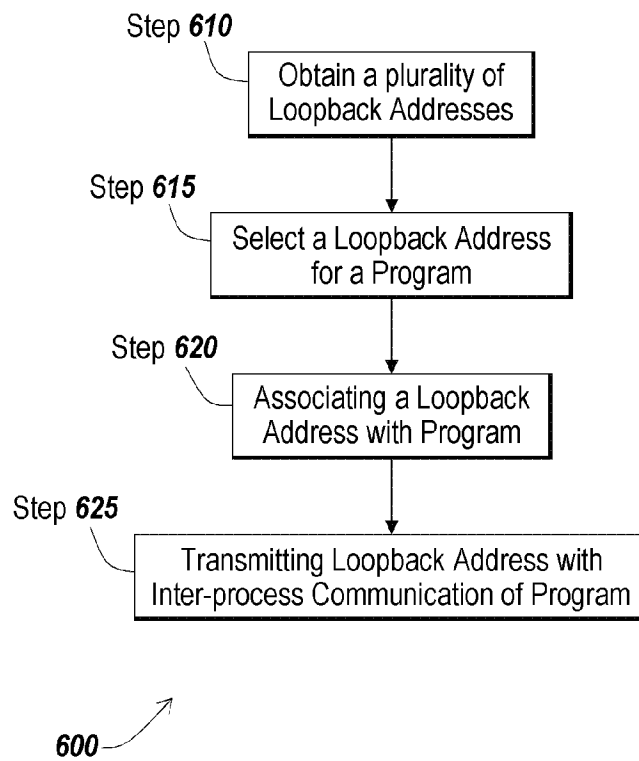 Step 610
Obtain a plurality of
Loopback Addresses
Step 615
Select a Loopback Address
for a Program
Step 620
Associating a Loopback
Address with Program
Step 625
Transmitting Loopback Address with
Inter-process Communication of Program
600